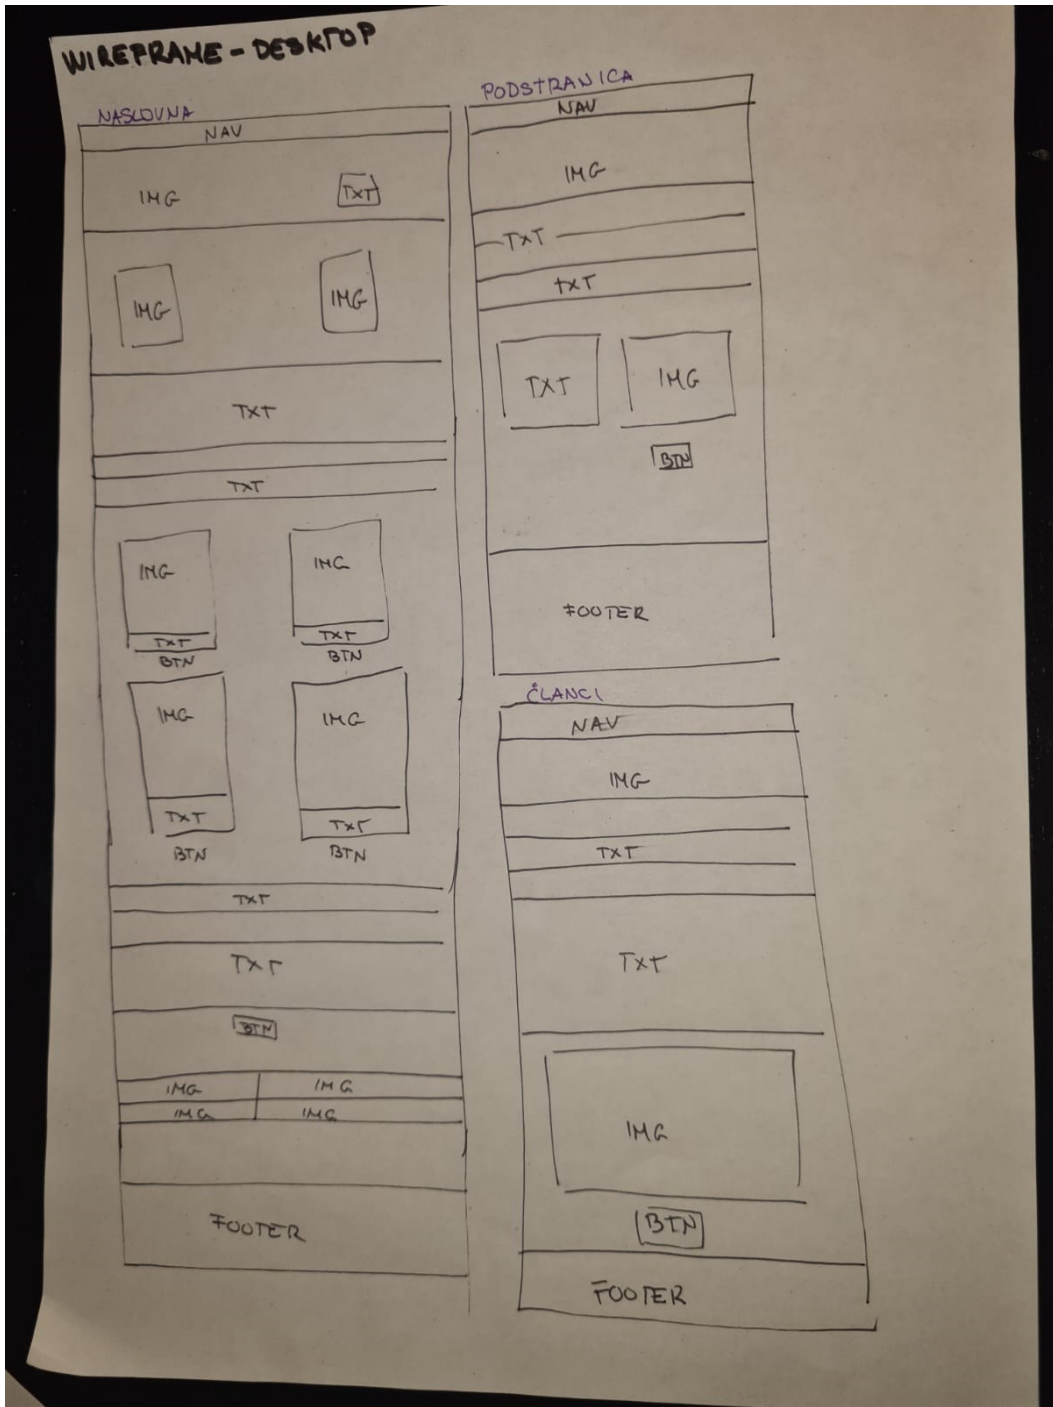 WIREFRAME - DESKTOP
NASLOVNA
NAV
IMG TXT
IMG IMG
TXT
TXT
IMG IMG
TXT TXT
BTN BTN
IMG IMG
TXT TXT
BTN BTN
TXT
TXT
BTN
IMG IMG
IMG IMG
FOOTER
PODSTRANICA
NAV
IMG
TXT
TXT
TXT IMG
BTN
FOOTER
ČLANCI
NAV
IMG
TXT
TXT
IMG
BTN
FOOTER